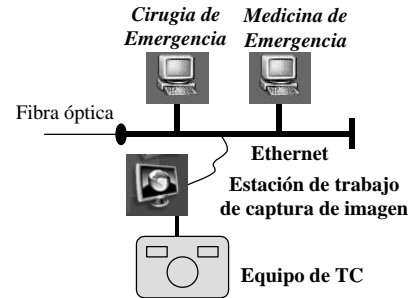 Cirugia de
Emergencia
Medicina de
Emergencia
Fibra óptica
Ethernet
Estación de trabajo
de captura de imagen
Equipo de TC